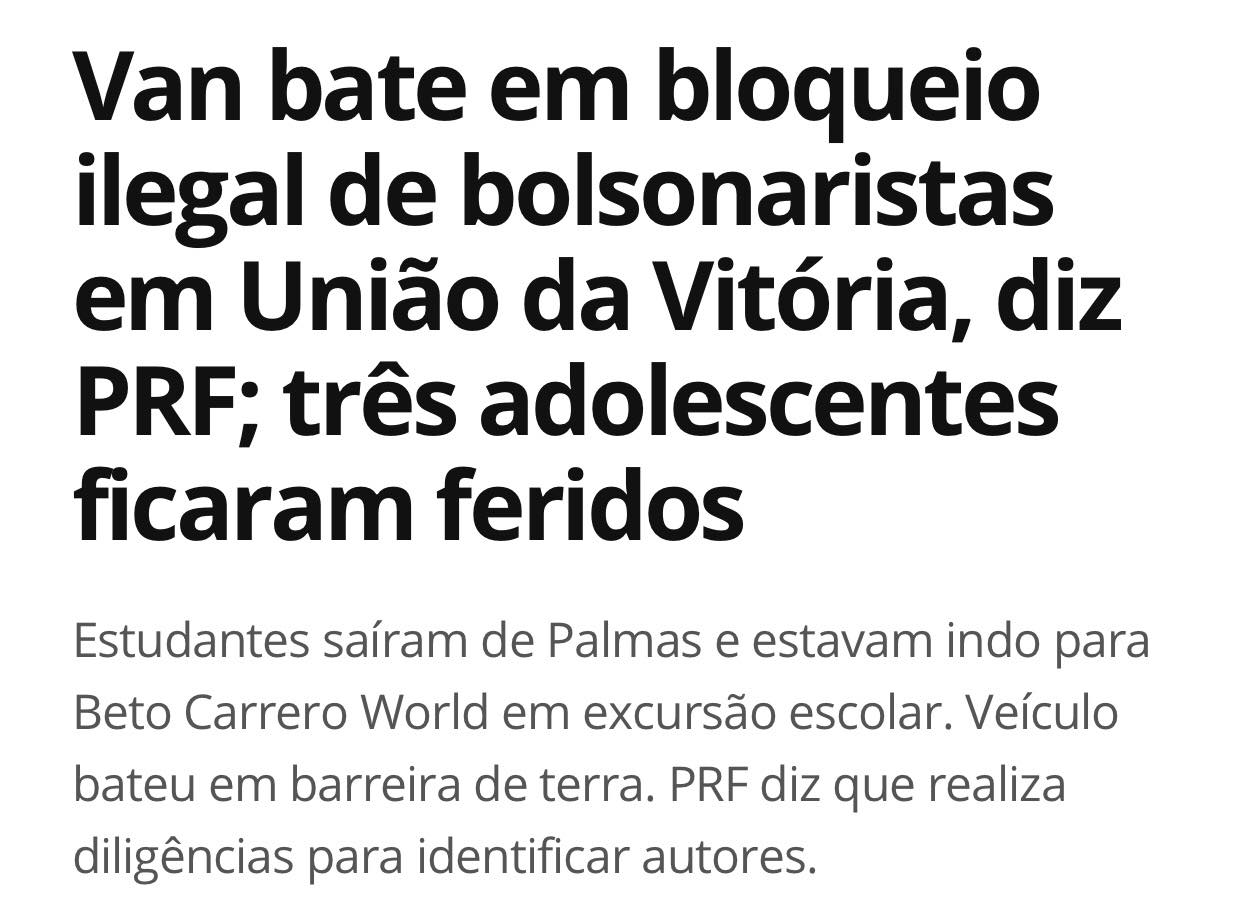 Van bate em bloqueio
ilegal de bolsonaristas
em União da Vitória, diz
PRF; três adolescentes
ficaram feridos
Estudantes saíram de Palmas e estavam indo para
Beto Carrero World em excursão escolar. Veículo
bateu em barreira de terra. PRF diz que realiza
diligências para identificar autores.